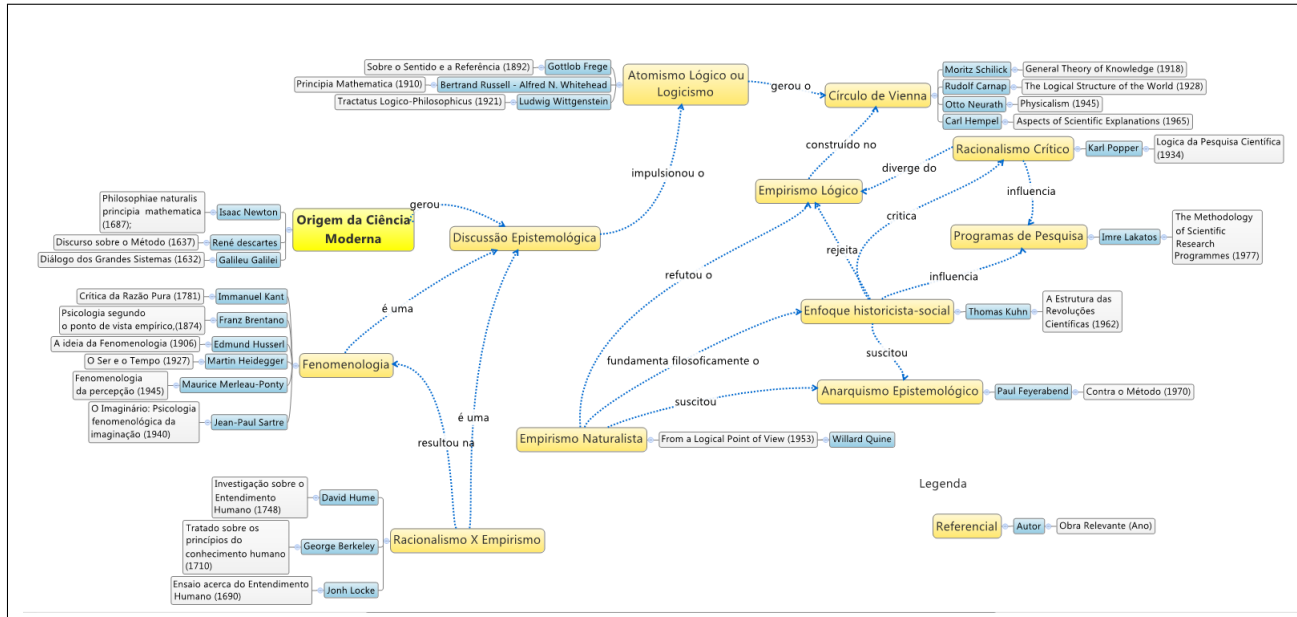 Sobre o Sentido e a Referência (1892)
Gottlob Frege
Principia Mathematica (1910)
Bertrand Russell - Alfred N. Whitehead
Tractatus Logico-Philosophicus (1921)
Ludwig Wittgenstein
Atomismo Lógico ou
Logicismo
gerou o
Círculo de Vienna
Moritz Schilick
General Theory of Knowledge (1918)
Rudolf Carnap
The Logical Structure of the World (1928)
Otto Neurath
Physicalism (1945)
Carl Hempel
Aspects of Scientific Explanations (1965)
construído no
Racionalismo Crítico
Karl Popper
Logica da Pesquisa Científica
(1934)
diverge do
impulsionou o
Empirismo Lógico
influencia
Philosophiae naturalis
principia mathematica
(1687);
Isaac Newton
Discurso sobre o Método (1637)
René descartes
Diálogo dos Grandes Sistemas (1632)
Galileu Galilei
Origem da Ciência
Moderna
gerou
Discussão Epistemológica
critica
Programas de Pesquisa
Imre Lakatos
The Methodology
of Scientific
Research
Programmes (1977)
rejeita
refutou o
influencia
Critica da Razão Pura (1781)
Immanuel Kant
Psicologia segundo
o ponto de vista empírico,(1874)
Franz Brentano
A ideia da Fenomenologia (1906)
Edmund Husserl
O Ser e o Tempo (1927)
Martin Heidegger
Fenomenologia
da percepção (1945)
Maurice Merleau-Ponty
O Imaginário: Psicologia
fenomenológica da
imaginação (1940)
Jean-Paul Sartre
Fenomenologia
é uma
Enfoque historicista-social
Thomas Kuhn
A Estrutura das
Revoluções
Científicas (1962)
fundamenta filosoficamente o
suscitou
Anarquismo Epistemológico
Paul Feyerabend
Contra o Método (1970)
suscitou
é uma
resultou na
Empirismo Naturalista
From a Logical Point of View (1953)
Willard Quine
Investigação sobre o
Entendimento
Humano (1748)
David Hume
Tratado sobre os
princípios do
conhecimento humano
(1710)
George Berkeley
Ensaio acerca do Entendimento
Humano (1690)
Jonh Locke
Racionalismo X Empirismo
Legenda
Referencial
Autor
Obra Relevante (Ano)